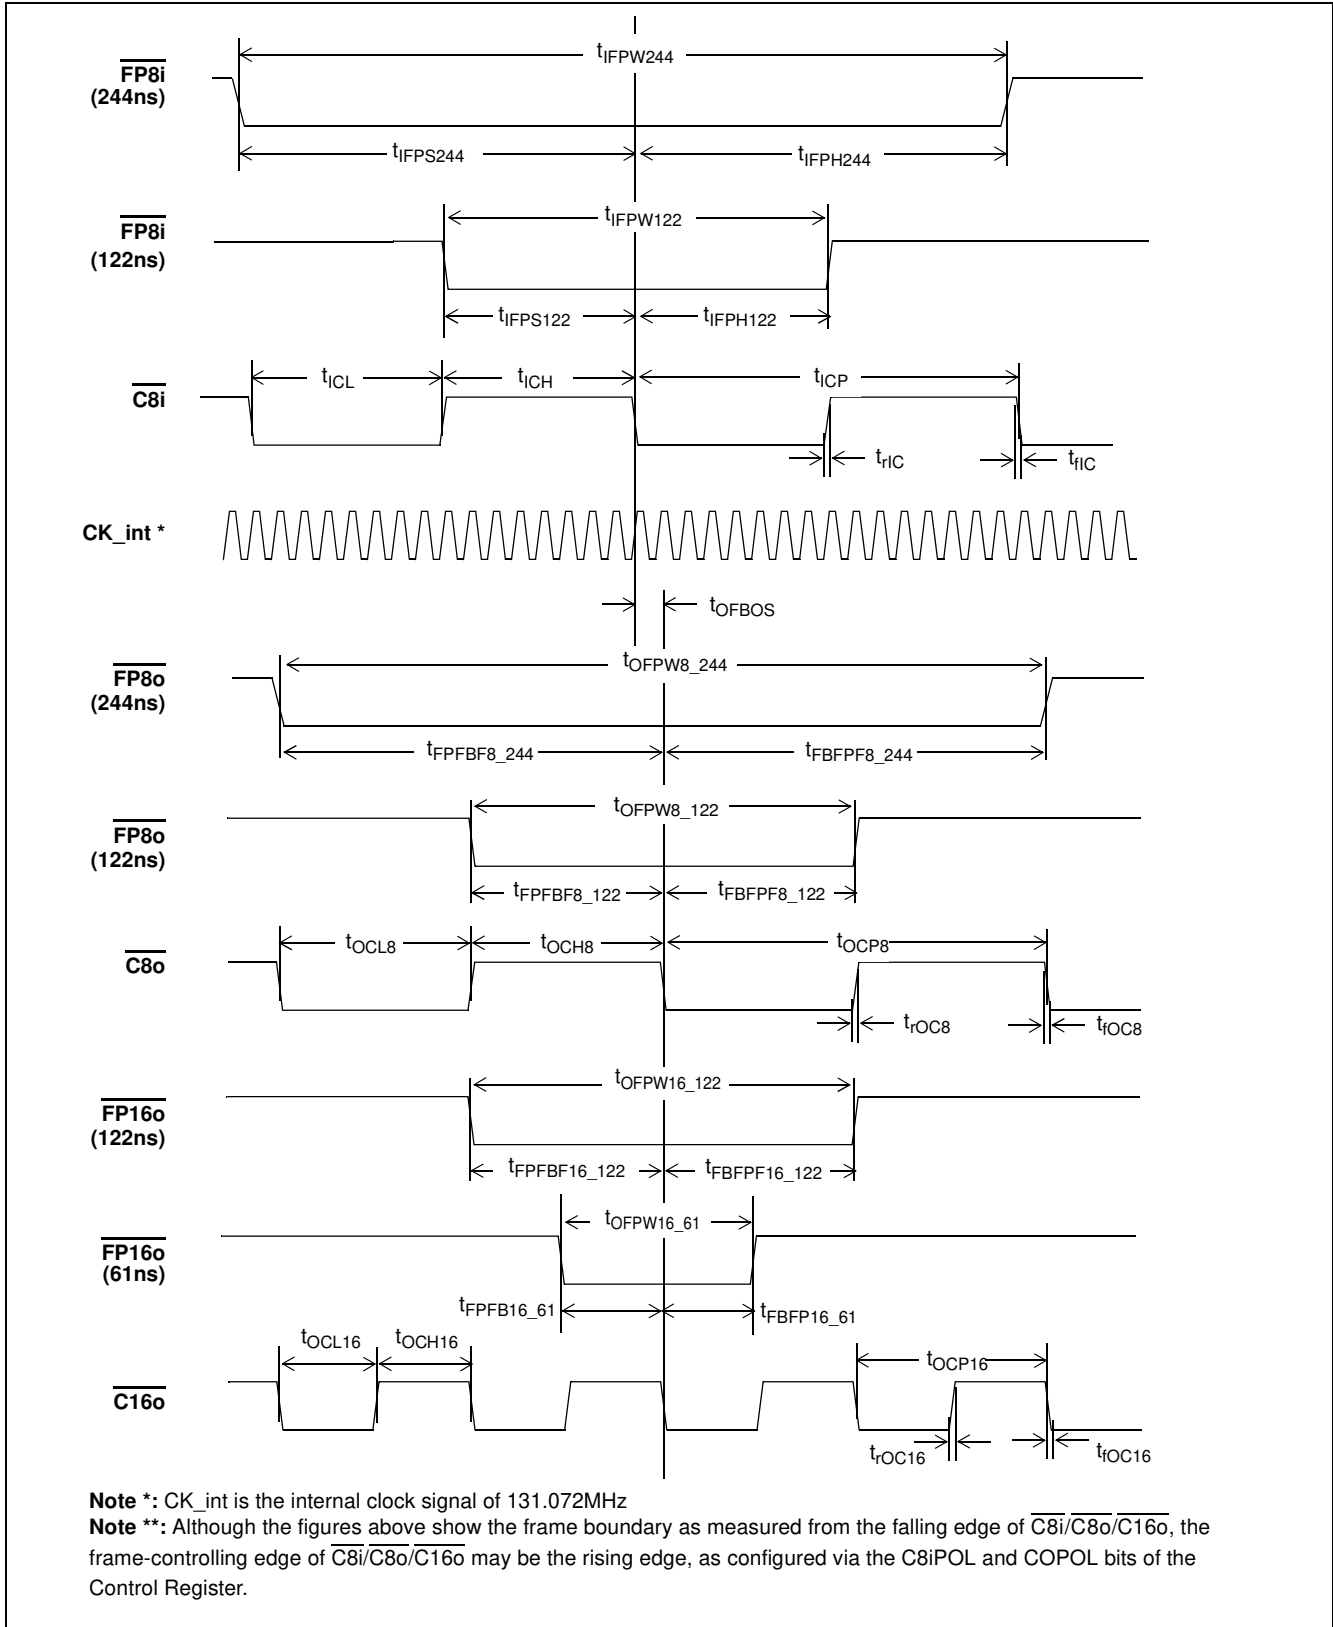 tIFPW244
FP8i
(244ns)
tIFPS244
tIFPH244
FP8i
(122ns)
tIFPW122
tIFPS122
tIFPH122
C8i
tICL
tICH
tICP
trIC
tfIC
CK_int *
tOFBOS
FP8o
(244ns)
tOFPW8_244
tFPFBF8_244
tFBFPF8_244
FP8o
(122ns)
tOFPW8_122
tFPFBF8_122
tFBFPF8_122
C8o
tOCL8
tOCH8
tOCP8
trOC8
tfOC8
FP16o
(122ns)
tOFPW16_122
tFPFBF16_122
tFBFPF16_122
FP16o
(61ns)
tOFPW16_61
tFPFB16_61
tFBFP16_61
C16o
tOCL16
tOCH16
tOCP16
trOC16
tfOC16
Note *: CK_int is the internal clock signal of 131.072MHz
Note **: Although the figures above show the frame boundary as measured from the falling edge of C8i/C8o/C16o, the
frame-controlling edge of C8i/C8o/C16o may be the rising edge, as configured via the C8iPOL and COPOL bits of the
Control Register.